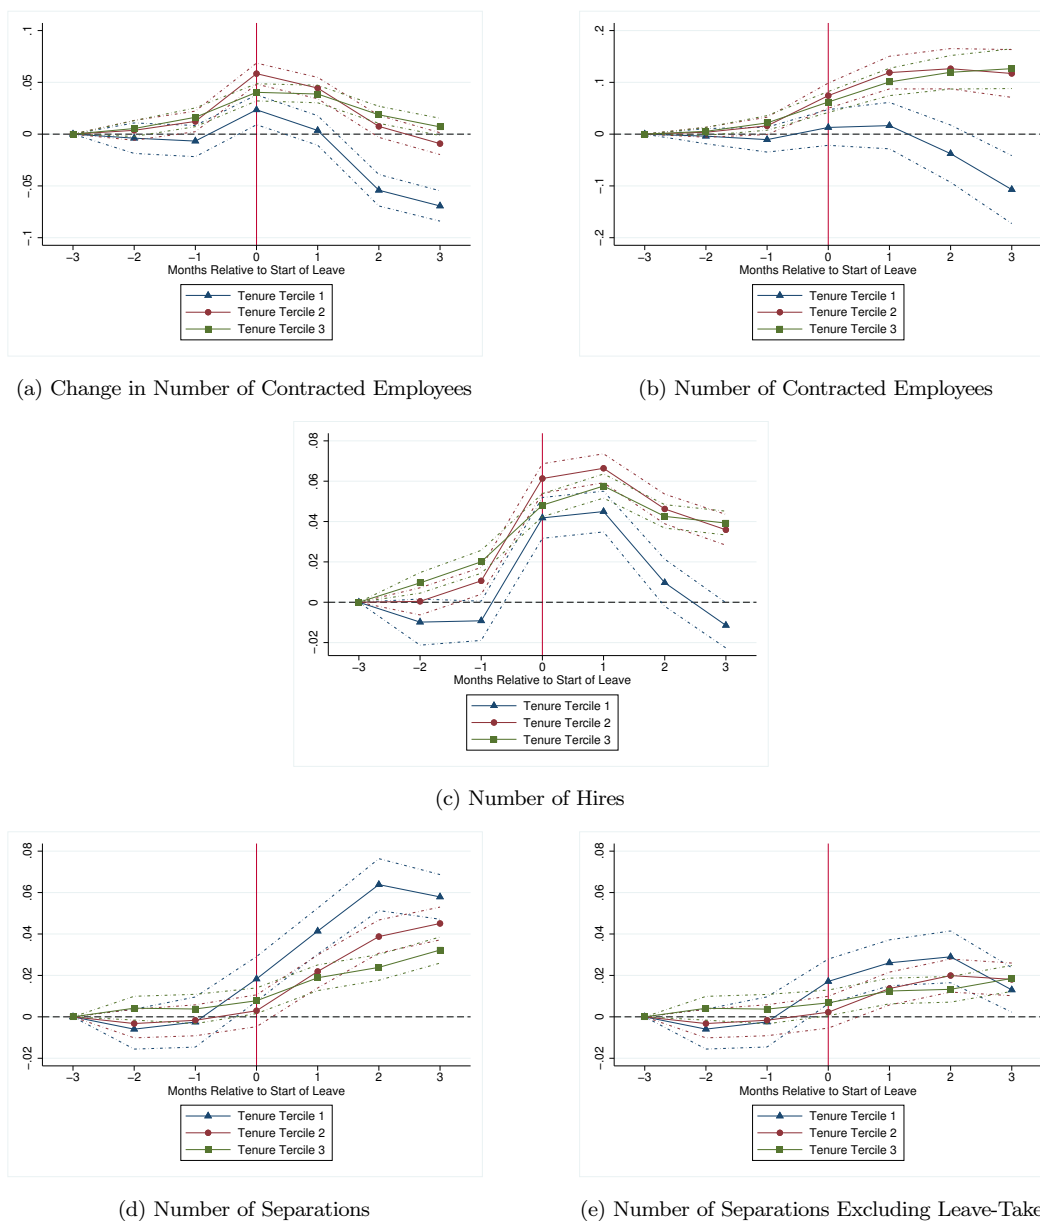 .1
.05
0
-.05
-.1
−3 −2 −1 0 1 2 3
Months Relative to Start of Leave
Tenure Tercile 1
Tenure Tercile 2
Tenure Tercile 3
(a) Change in Number of Contracted Employees
.2
.1
0
-.1
-.2
−3 −2 −1 0 1 2 3
Months Relative to Start of Leave
Tenure Tercile 1
Tenure Tercile 2
Tenure Tercile 3
(b) Number of Contracted Employees
.08
.06
.04
.02
0
-.02
−3 −2 −1 0 1 2 3
Months Relative to Start of Leave
Tenure Tercile 1
Tenure Tercile 2
Tenure Tercile 3
(c) Number of Hires
.08
.06
.04
.02
0
-.02
−3 −2 −1 0 1 2 3
Months Relative to Start of Leave
Tenure Tercile 1
Tenure Tercile 2
Tenure Tercile 3
(d) Number of Separations
.08
.06
.04
.02
0
-.02
−3 −2 −1 0 1 2 3
Months Relative to Start of Leave
Tenure Tercile 1
Tenure Tercile 2
Tenure Tercile 3
(e) Number of Separations Excluding Leave-Take